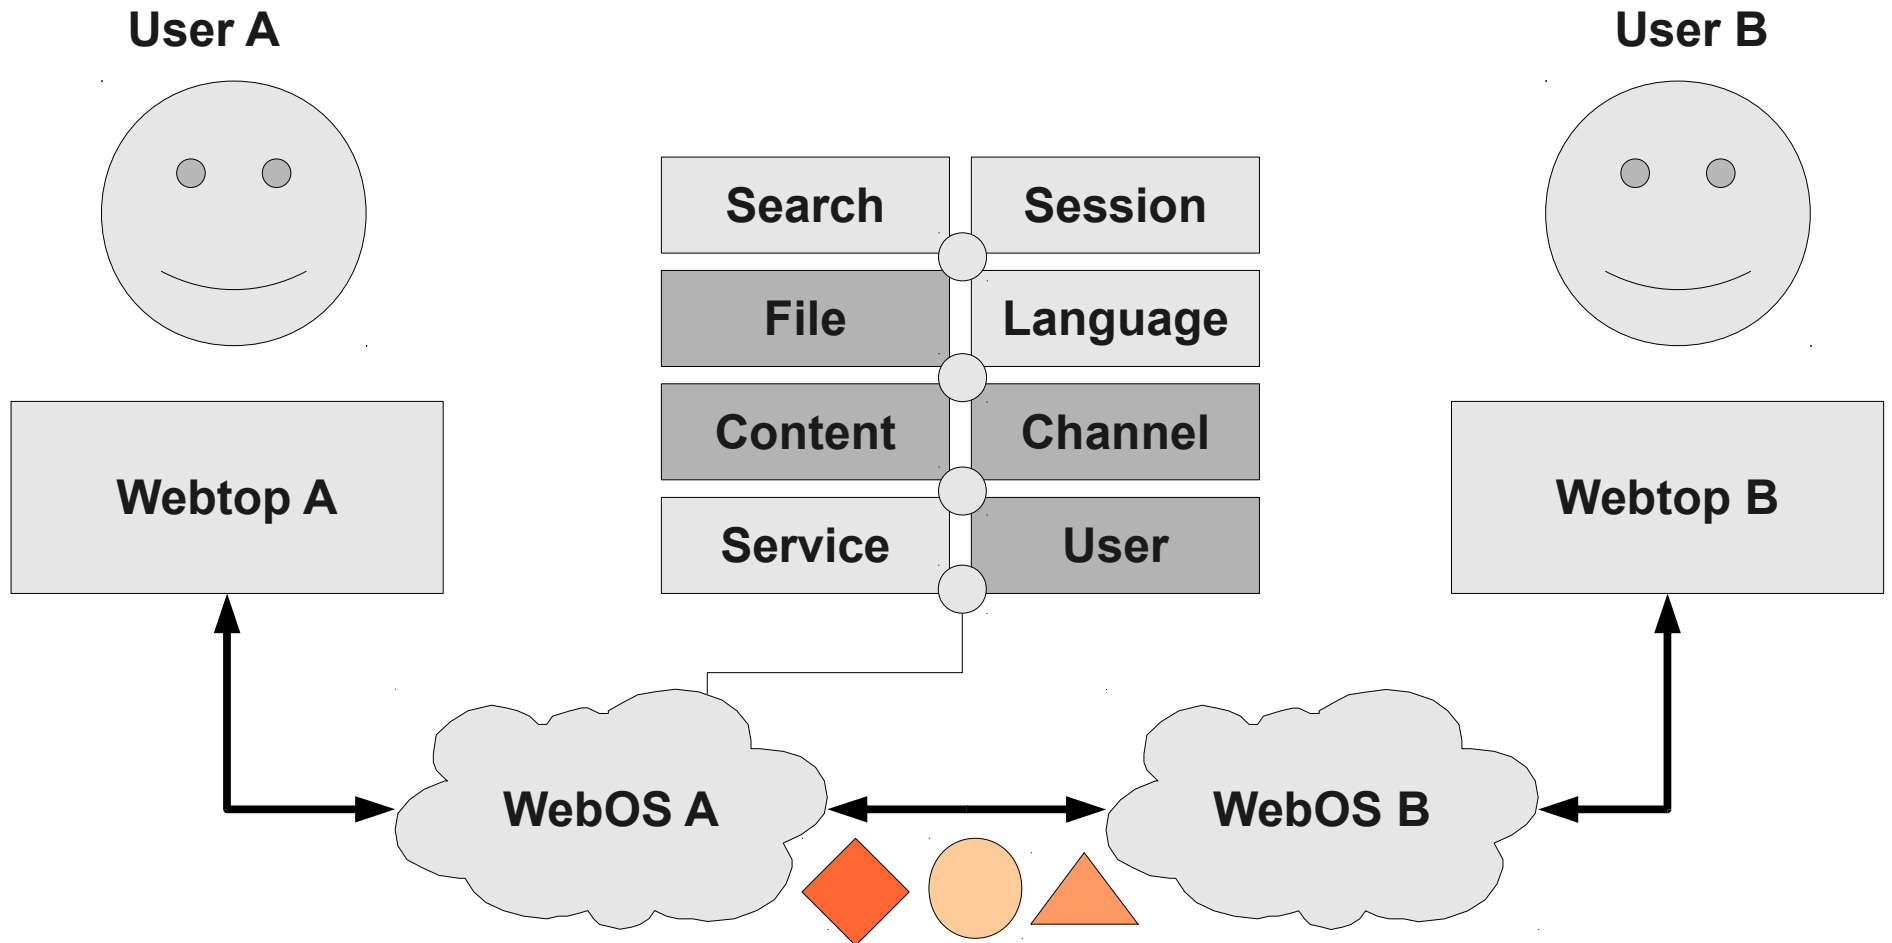 User A
User B
Search
Session
File
Language
Content
Channel
Webtop A
Webtop B
Service
User
WebOS A
WebOS B